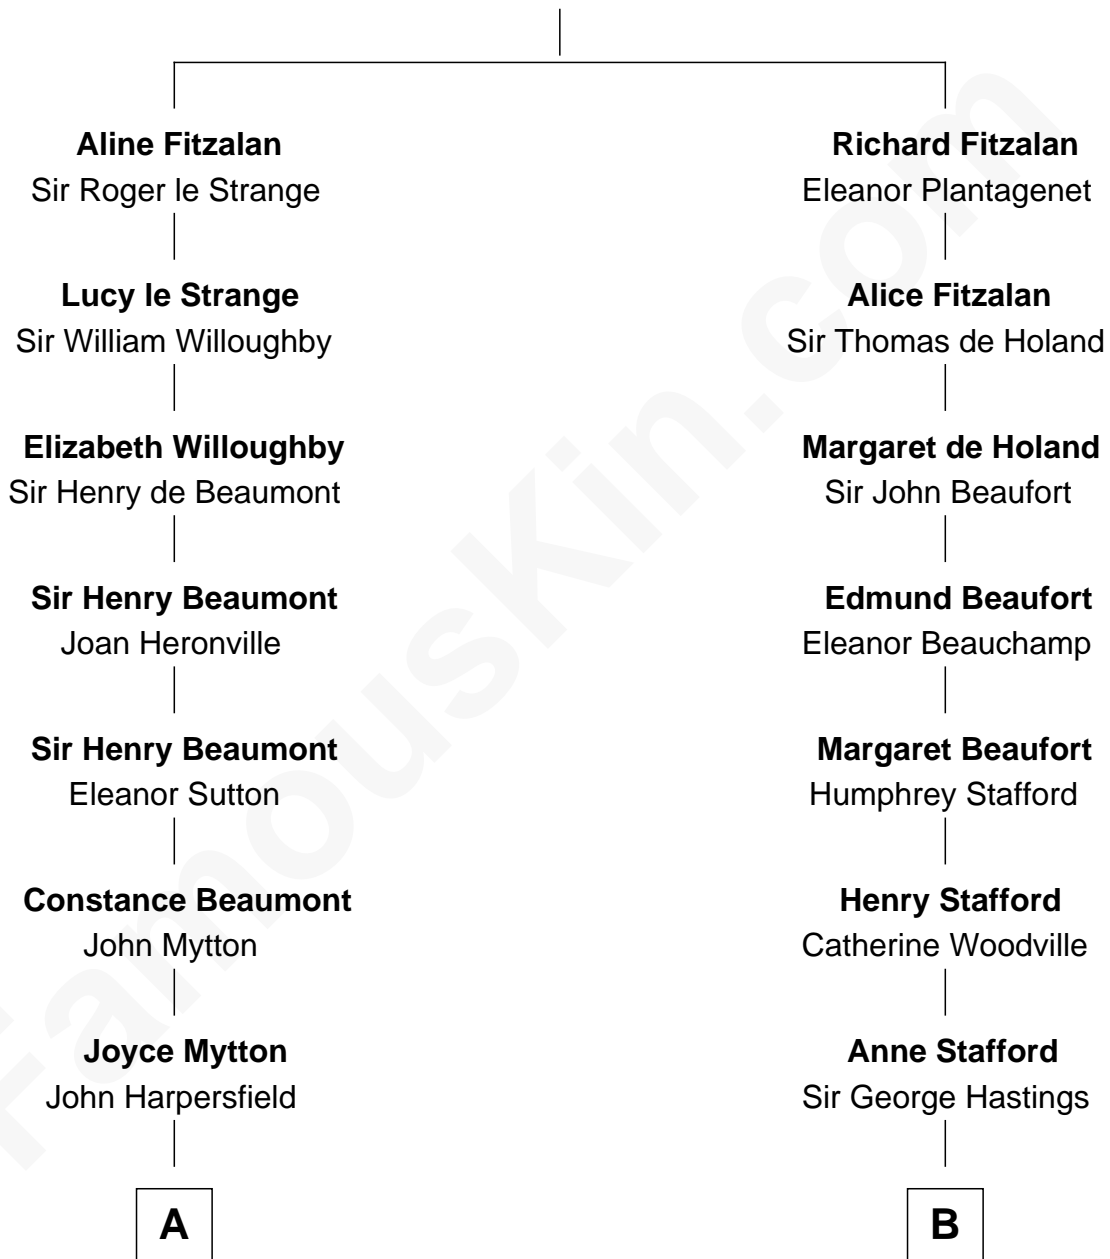 Aline Fitzalan
Sir Roger le Strange
Lucy le Strange
Sir William Willoughby
Elizabeth Willoughby
Sir Henry de Beaumont
Sir Henry Beaumont
Joan Heronville
Sir Henry Beaumont
Eleanor Sutton
Constance Beaumont
John Mytton
Joyce Mytton
John Harpersfield
A
Richard Fitzalan
Eleanor Plantagenet
Alice Fitzalan
Sir Thomas de Holand
Margaret de Holand
Sir John Beaufort
Edmund Beaufort
Eleanor Beauchamp
Margaret Beaufort
Humphrey Stafford
Henry Stafford
Catherine Woodville
Anne Stafford
Sir George Hastings
B
FamousKin.com